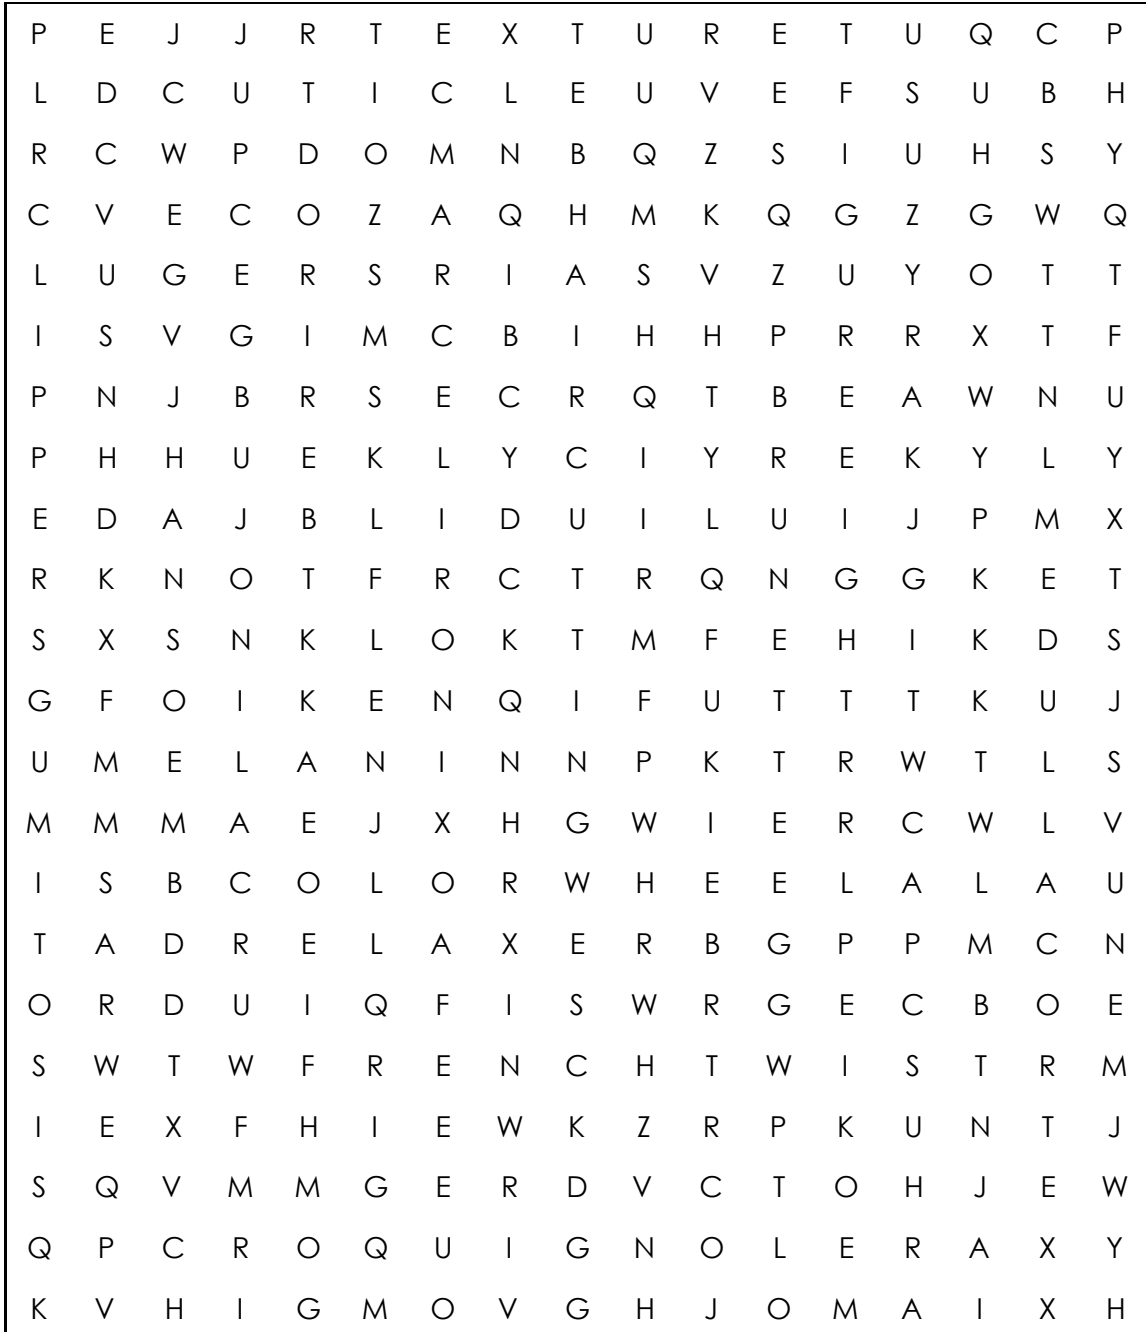 P E J J R T E X T U R E T U Q C P
L D C U T I C L E U V E F S U B H
R C W P D O M N B Q Z S I U H S Y
C V E C O Z A Q H M K Q G Z G W Q
L U G E R S R I A S V Z U Y O T T
I S V G I M C B I H H P R R X T F
P N J B R S E C R Q T B E A W N U
P H H U E K L Y C I Y R E K Y L Y
E D A J B L I D U I L U I J P M X
R K N O T F R C T R Q N G G K E T
S X S N K L O K T M F E H I K D S
G F O I K E N Q I F U T T T K U J
U M E L A N I N N P K T R W T L S
M M M A E J X H G W I E R C W L V
I S B C O L O R W H E E L A L A U
T A D R E L A X E R B G P P M C N
O R D U I Q F I S W R G E C B O E
S W T W F R E N C H T W I S T R M
I E X F H I E W K Z R P K U N T J
S Q V M M G E R D V C T O H J E W
Q P C R O Q U I G N O L E R A X Y
K V H I G M O V G H J O M A I X H